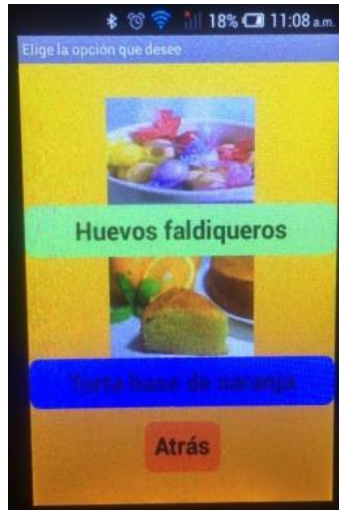 18% 11:08 a.m.
Elige la opción que desee
Huevos faldiqueros
Torta base de naranja
Atrás